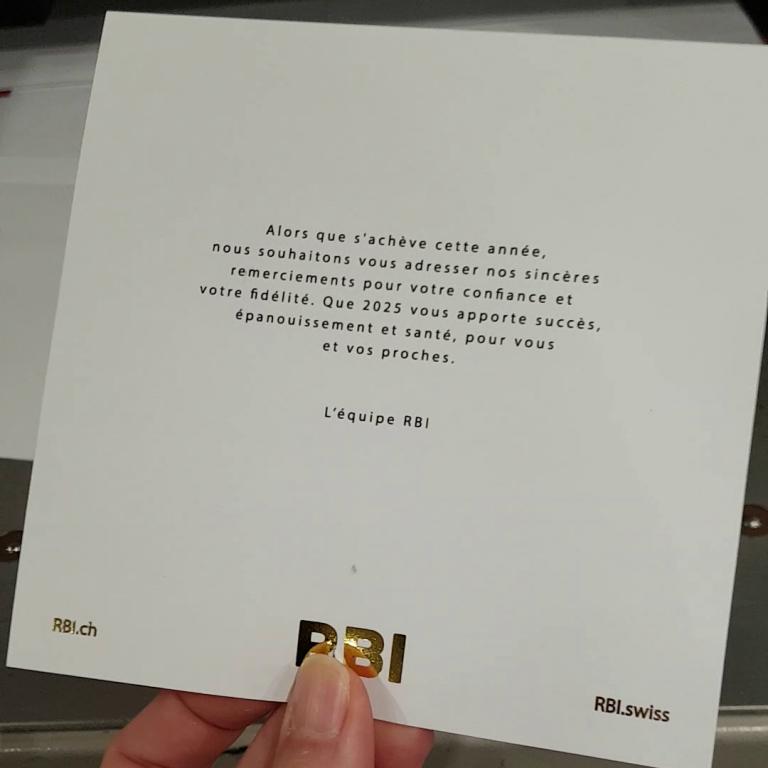 Alors que s'achève cette année,
nous souhaitons vous adresser nos sincères
remerciements pour votre confiance et
votre fidélité. Que 2025 vous apporte succès,
épanouissement et santé, pour vous
et vos proches.
L'équipe RBI
RBI.ch
RBI
RBI.swiss